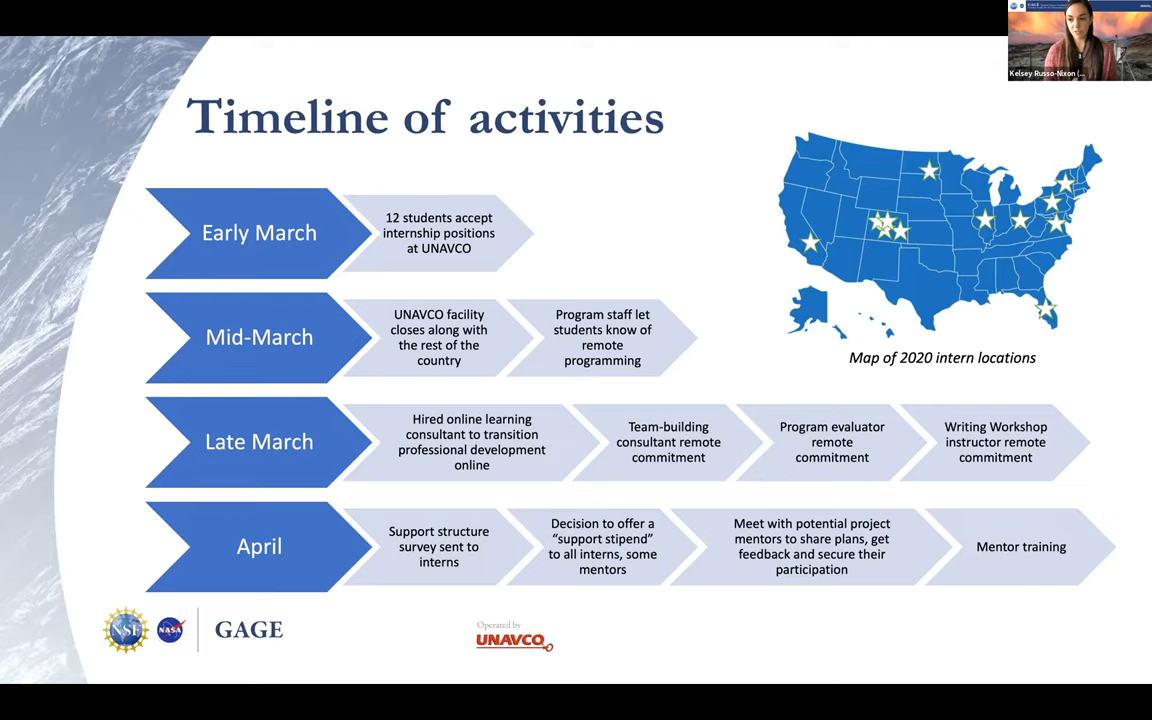 Kelsey Russo-Nixon (...
Timeline of activities
Early March
12 students accept
internship positions
at UNAVCO
Mid-March
UNAVCO facility
closes along with
the rest of the
country
Program staff let
students know of
remote
programming
Map of 2020 intern locations
Late March
Hired online learning
consultant to transition
professional development
online
Team-building
consultant remote
commitment
Program evaluator
remote
commitment
Writing Workshop
instructor remote
commitment
April
Support structure
survey sent to
interns
Decision to offer a
“support stipend”
to all interns, some
mentors
Meet with potential project
mentors to share plans, get
feedback and secure their
participation
Mentor training
NSF
NASA
GAGE
Operated by
UNAVCO